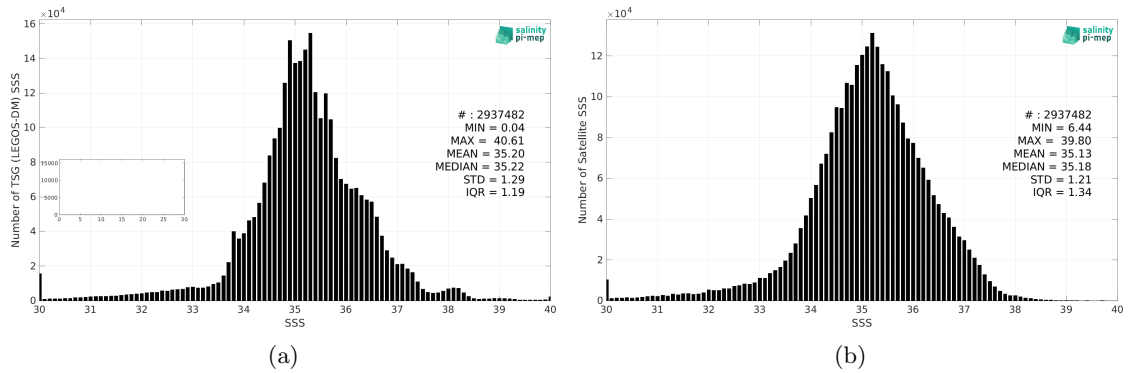 ×10⁴
16
14
12
10
8
6
4
2
0
Number of TSG (LEGOS-DM) SSS
salinity
pi-mep
# : 2937482
MIN = 0.04
MAX = 40.61
MEAN = 35.20
MEDIAN = 35.22
STD = 1.29
IQR = 1.19
15000
10000
5000
0
0 5 10 15 20 25 30
30 31 32 33 34 35 36 37 38 39 40
SSS
(a)
×10⁴
12
10
8
6
4
2
0
Number of Satellite SSS
salinity
pi-mep
# : 2937482
MIN = 6.44
MAX = 39.80
MEAN = 35.13
MEDIAN = 35.18
STD = 1.21
IQR = 1.34
30 31 32 33 34 35 36 37 38 39 40
SSS
(b)